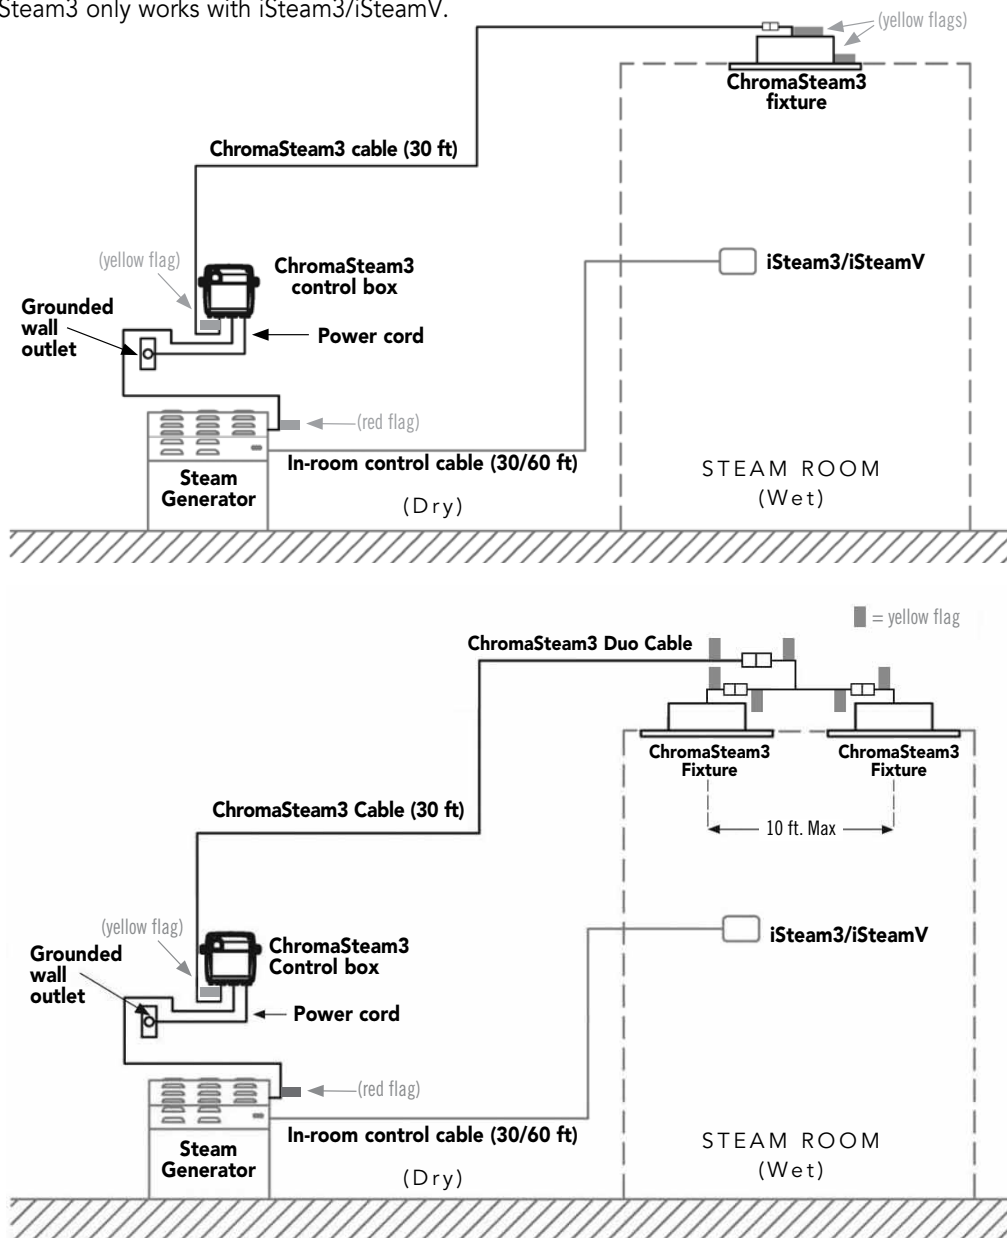 Steam3 only works with iSteam3/iSteamV.
(yellow flags)
ChromaSteam3
fixture
ChromaSteam3 cable (30 ft)
(yellow flag)
ChromaSteam3
control box
iSteam3/iSteamV
Grounded
wall
outlet
Power cord
(red flag)
In-room control cable (30/60 ft)
Steam
Generator
(Dry)
STEAM ROOM
(Wet)
= yellow flag
ChromaSteam3 Duo Cable
ChromaSteam3
Fixture
ChromaSteam3
Fixture
ChromaSteam3 Cable (30 ft)
10 ft. Max
(yellow flag)
ChromaSteam3
Control box
iSteam3/iSteamV
Grounded
wall
outlet
Power cord
(red flag)
In-room control cable (30/60 ft)
Steam
Generator
(Dry)
STEAM ROOM
(Wet)